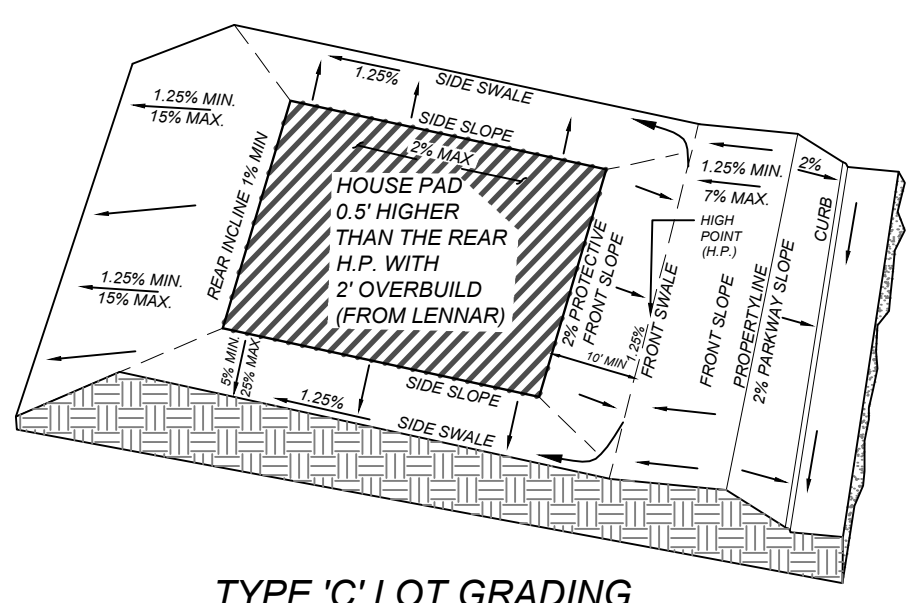 1.25%
SIDE SWALE
1.25% MIN.
15% MAX.
SIDE SLOPE
2% MAX
1.25% MIN.
7% MAX.
2%
HOUSE PAD
0.5' HIGHER
THAN THE REAR
H.P. WITH
2' OVERBUILD
(FROM LENNAR)
REAR INCLINE 1% MIN
HIGH
POINT
(H.P.)
CURB
1.25% MIN.
15% MAX.
2% PROTECTIVE
FRONT SLOPE
10' MIN
1.25%
FRONT SWALE
FRONT SLOPE
PROPERTYLINE
2% PARKWAY SLOPE
5% MIN.
25% MAX.
SIDE SLOPE
1.25%
SIDE SWALE
TYPE 'C' LOT GRADING